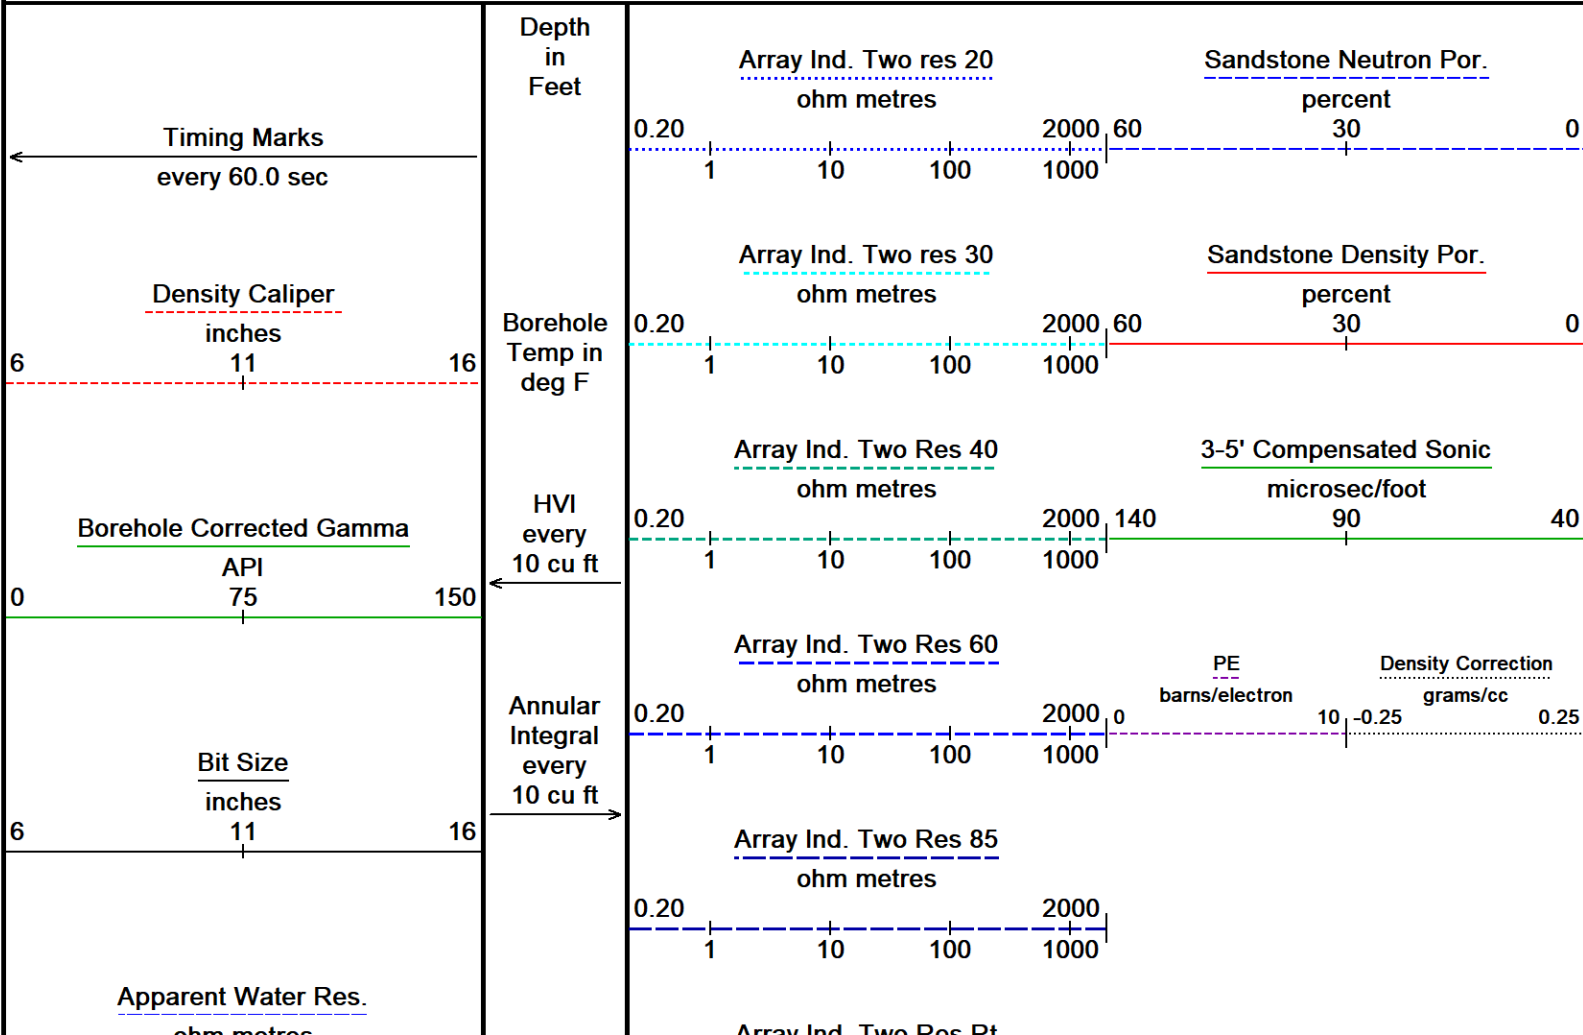 Timing Marks
every 60.0 sec
Density Caliper
inches
6 11 16
Borehole Corrected Gamma
API
0 75 150
Bit Size
inches
6 11 16
Apparent Water Res.
ohm metres
Depth
in
Feet
Borehole
Temp in
deg F
HVI
every
10 cu ft
Annular
Integral
every
10 cu ft
Array Ind. Two res 20
ohm metres
0.20 2000
1 10 100 1000
Array Ind. Two res 30
ohm metres
0.20 2000
1 10 100 1000
Array Ind. Two Res 40
ohm metres
0.20 2000
1 10 100 1000
Array Ind. Two Res 60
ohm metres
0.20 2000
1 10 100 1000
Array Ind. Two Res 85
ohm metres
0.20 2000
1 10 100 1000
Array Ind. Two Res Rt
Sandstone Neutron Por.
percent
60 30 0
Sandstone Density Por.
percent
60 30 0
3-5' Compensated Sonic
microsec/foot
140 90 40
PE
barns/electron
0 10
Density Correction
grams/cc
-0.25 0.25